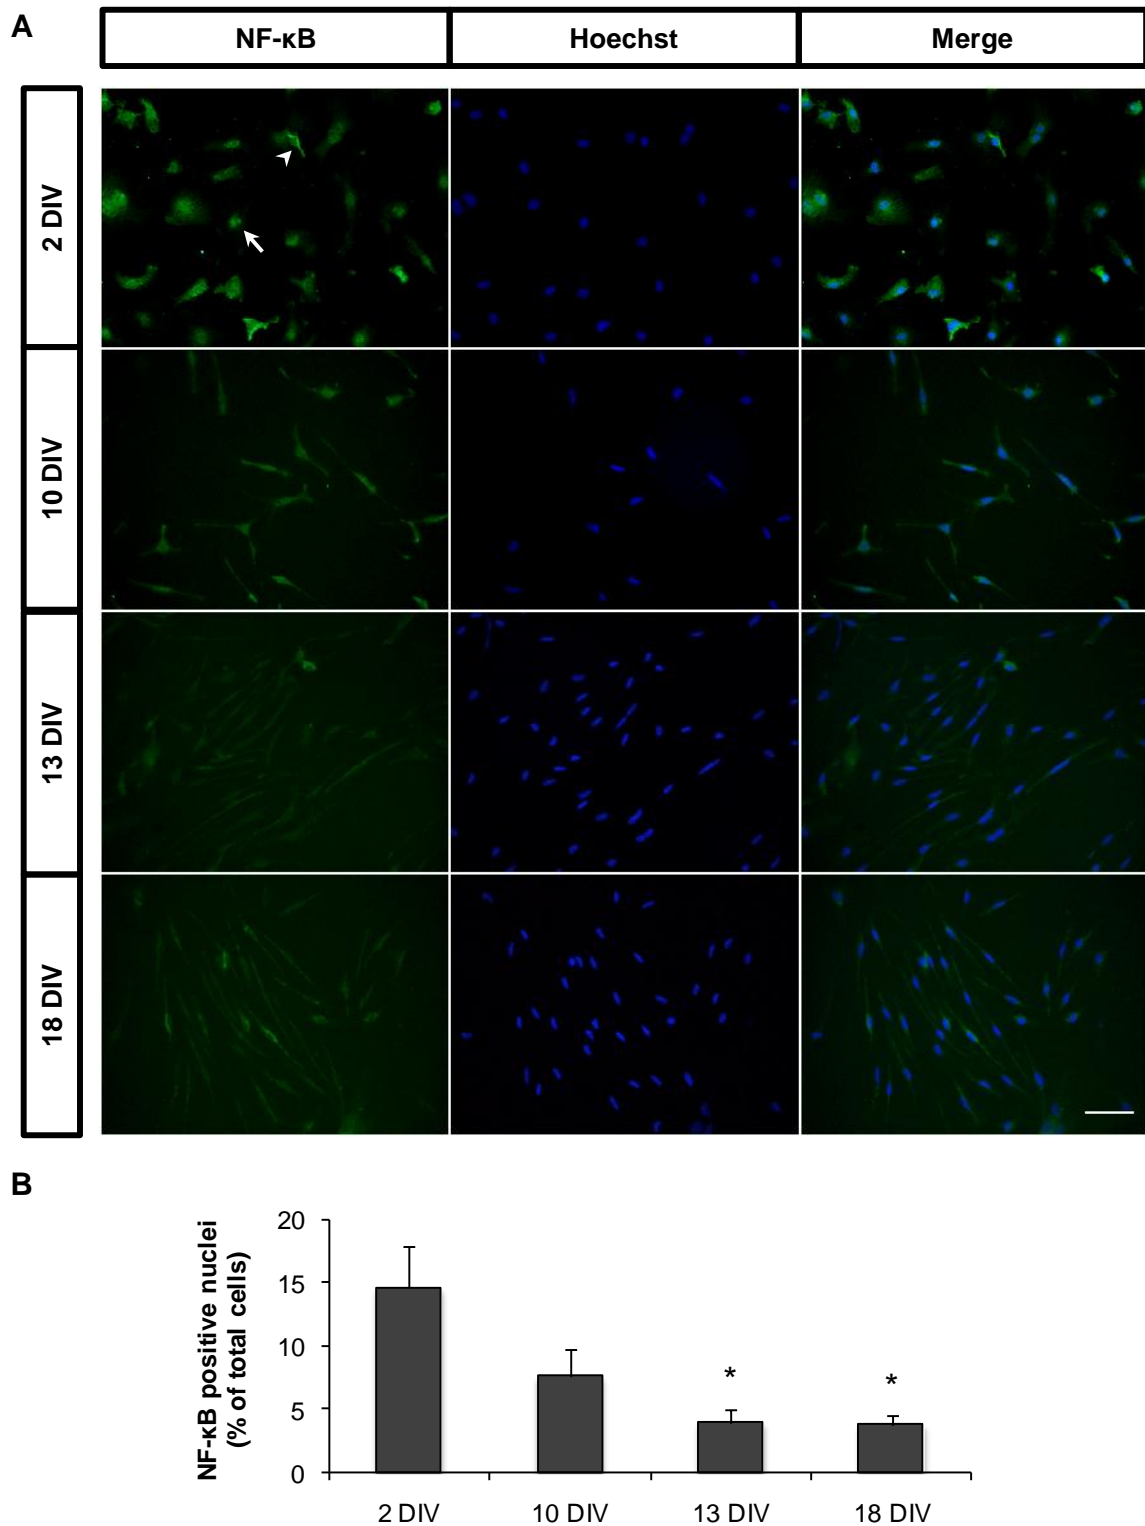 A
NF-κB
Hoechst
Merge
2 DIV
10 DIV
13 DIV
18 DIV
B
NF-κB positive nuclei
(% of total cells)
20
15
10
5
0
*
*
2 DIV
10 DIV
13 DIV
18 DIV